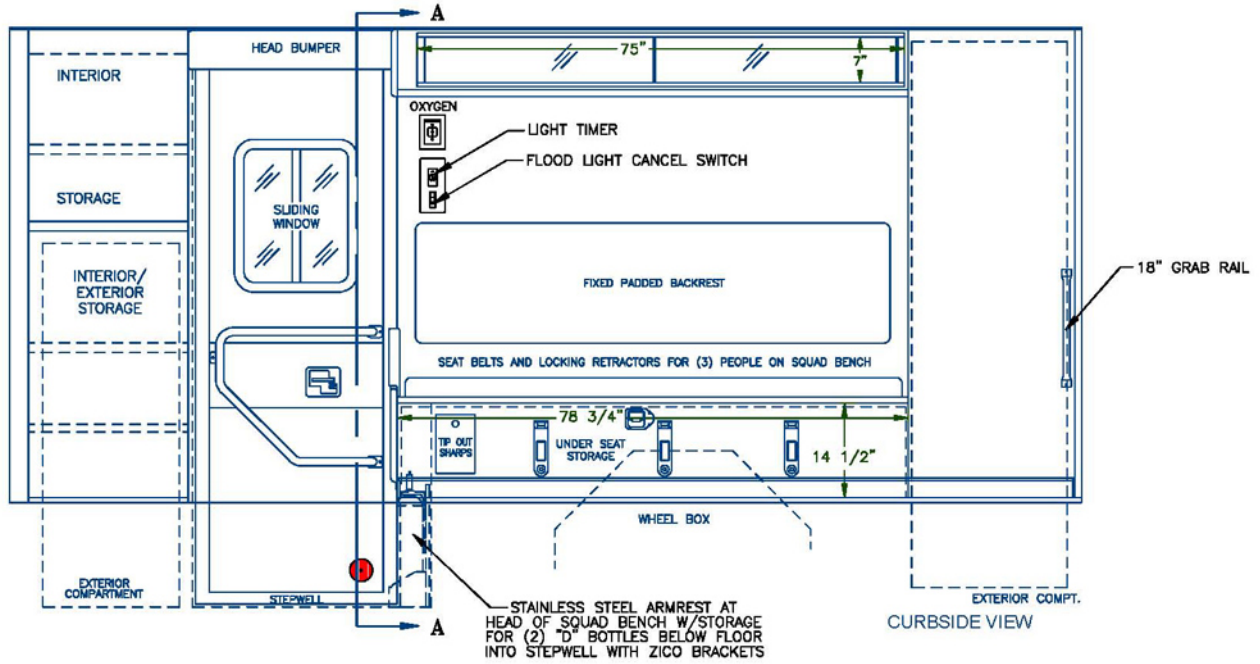 A
HEAD BUMPER
75"
7"
INTERIOR
OXYGEN
LIGHT TIMER
FLOOD LIGHT CANCEL SWITCH
STORAGE
SLIDING
WINDOW
INTERIOR/
EXTERIOR
STORAGE
FIXED PADDED BACKREST
18" GRAB RAIL
SEAT BELTS AND LOCKING RETRACTORS FOR (3) PEOPLE ON SQUAD BENCH
78 3/4"
TIP OUT
SHARPS
UNDER SEAT
STORAGE
14 1/2"
WHEEL BOX
EXTERIOR
COMPARTMENT
STEPWELL
EXTERIOR COMPT.
A
STAINLESS STEEL ARMREST AT
HEAD OF SQUAD BENCH W/STORAGE
FOR (2) "D" BOTTLES BELOW FLOOR
INTO STEPWELL WITH ZICO BRACKETS
CURBSIDE VIEW